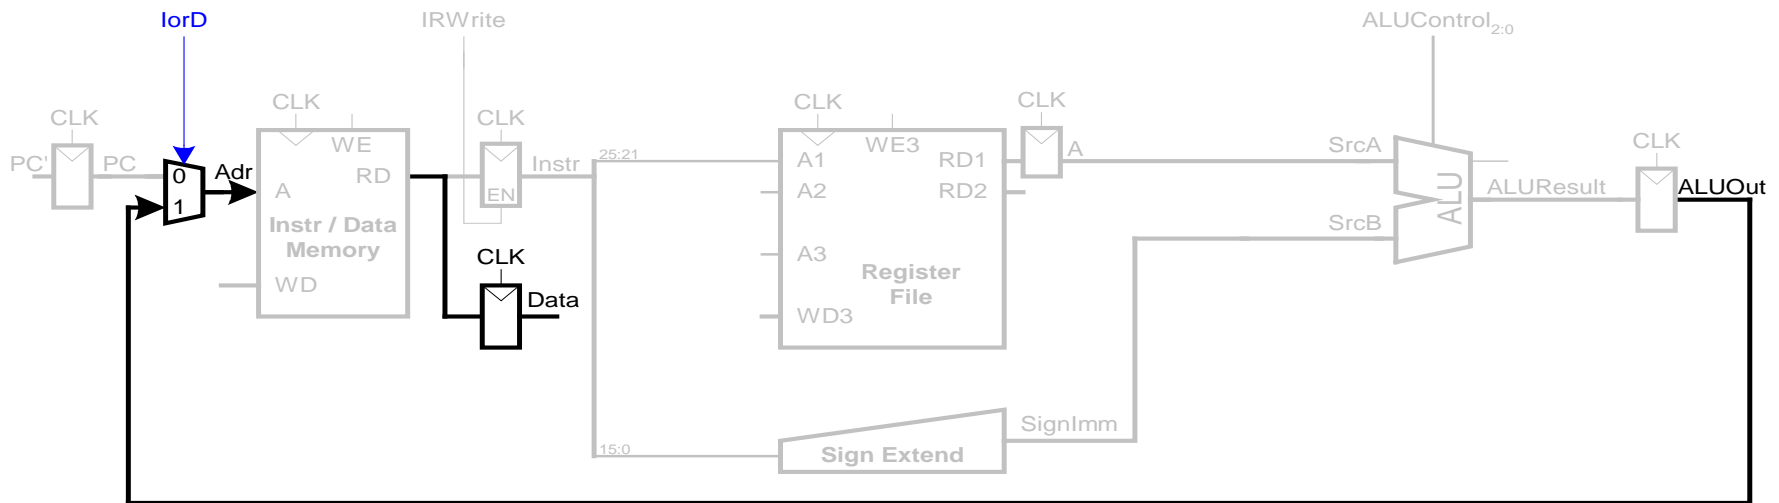 IorD
IRWrite
ALUControl2:0
CLK
CLK
CLK
CLK
CLK
CLK
PC'
PC
0
1
Adr
WE
A
RD
Instr / Data
Memory
WD
EN
Instr
CLK
Data
25:21
15:0
WE3
A1
RD1
A2
RD2
A3
Register
File
WD3
A
Sign Extend
SignImm
SrcA
SrcB
ALU
ALUResult
ALUOut